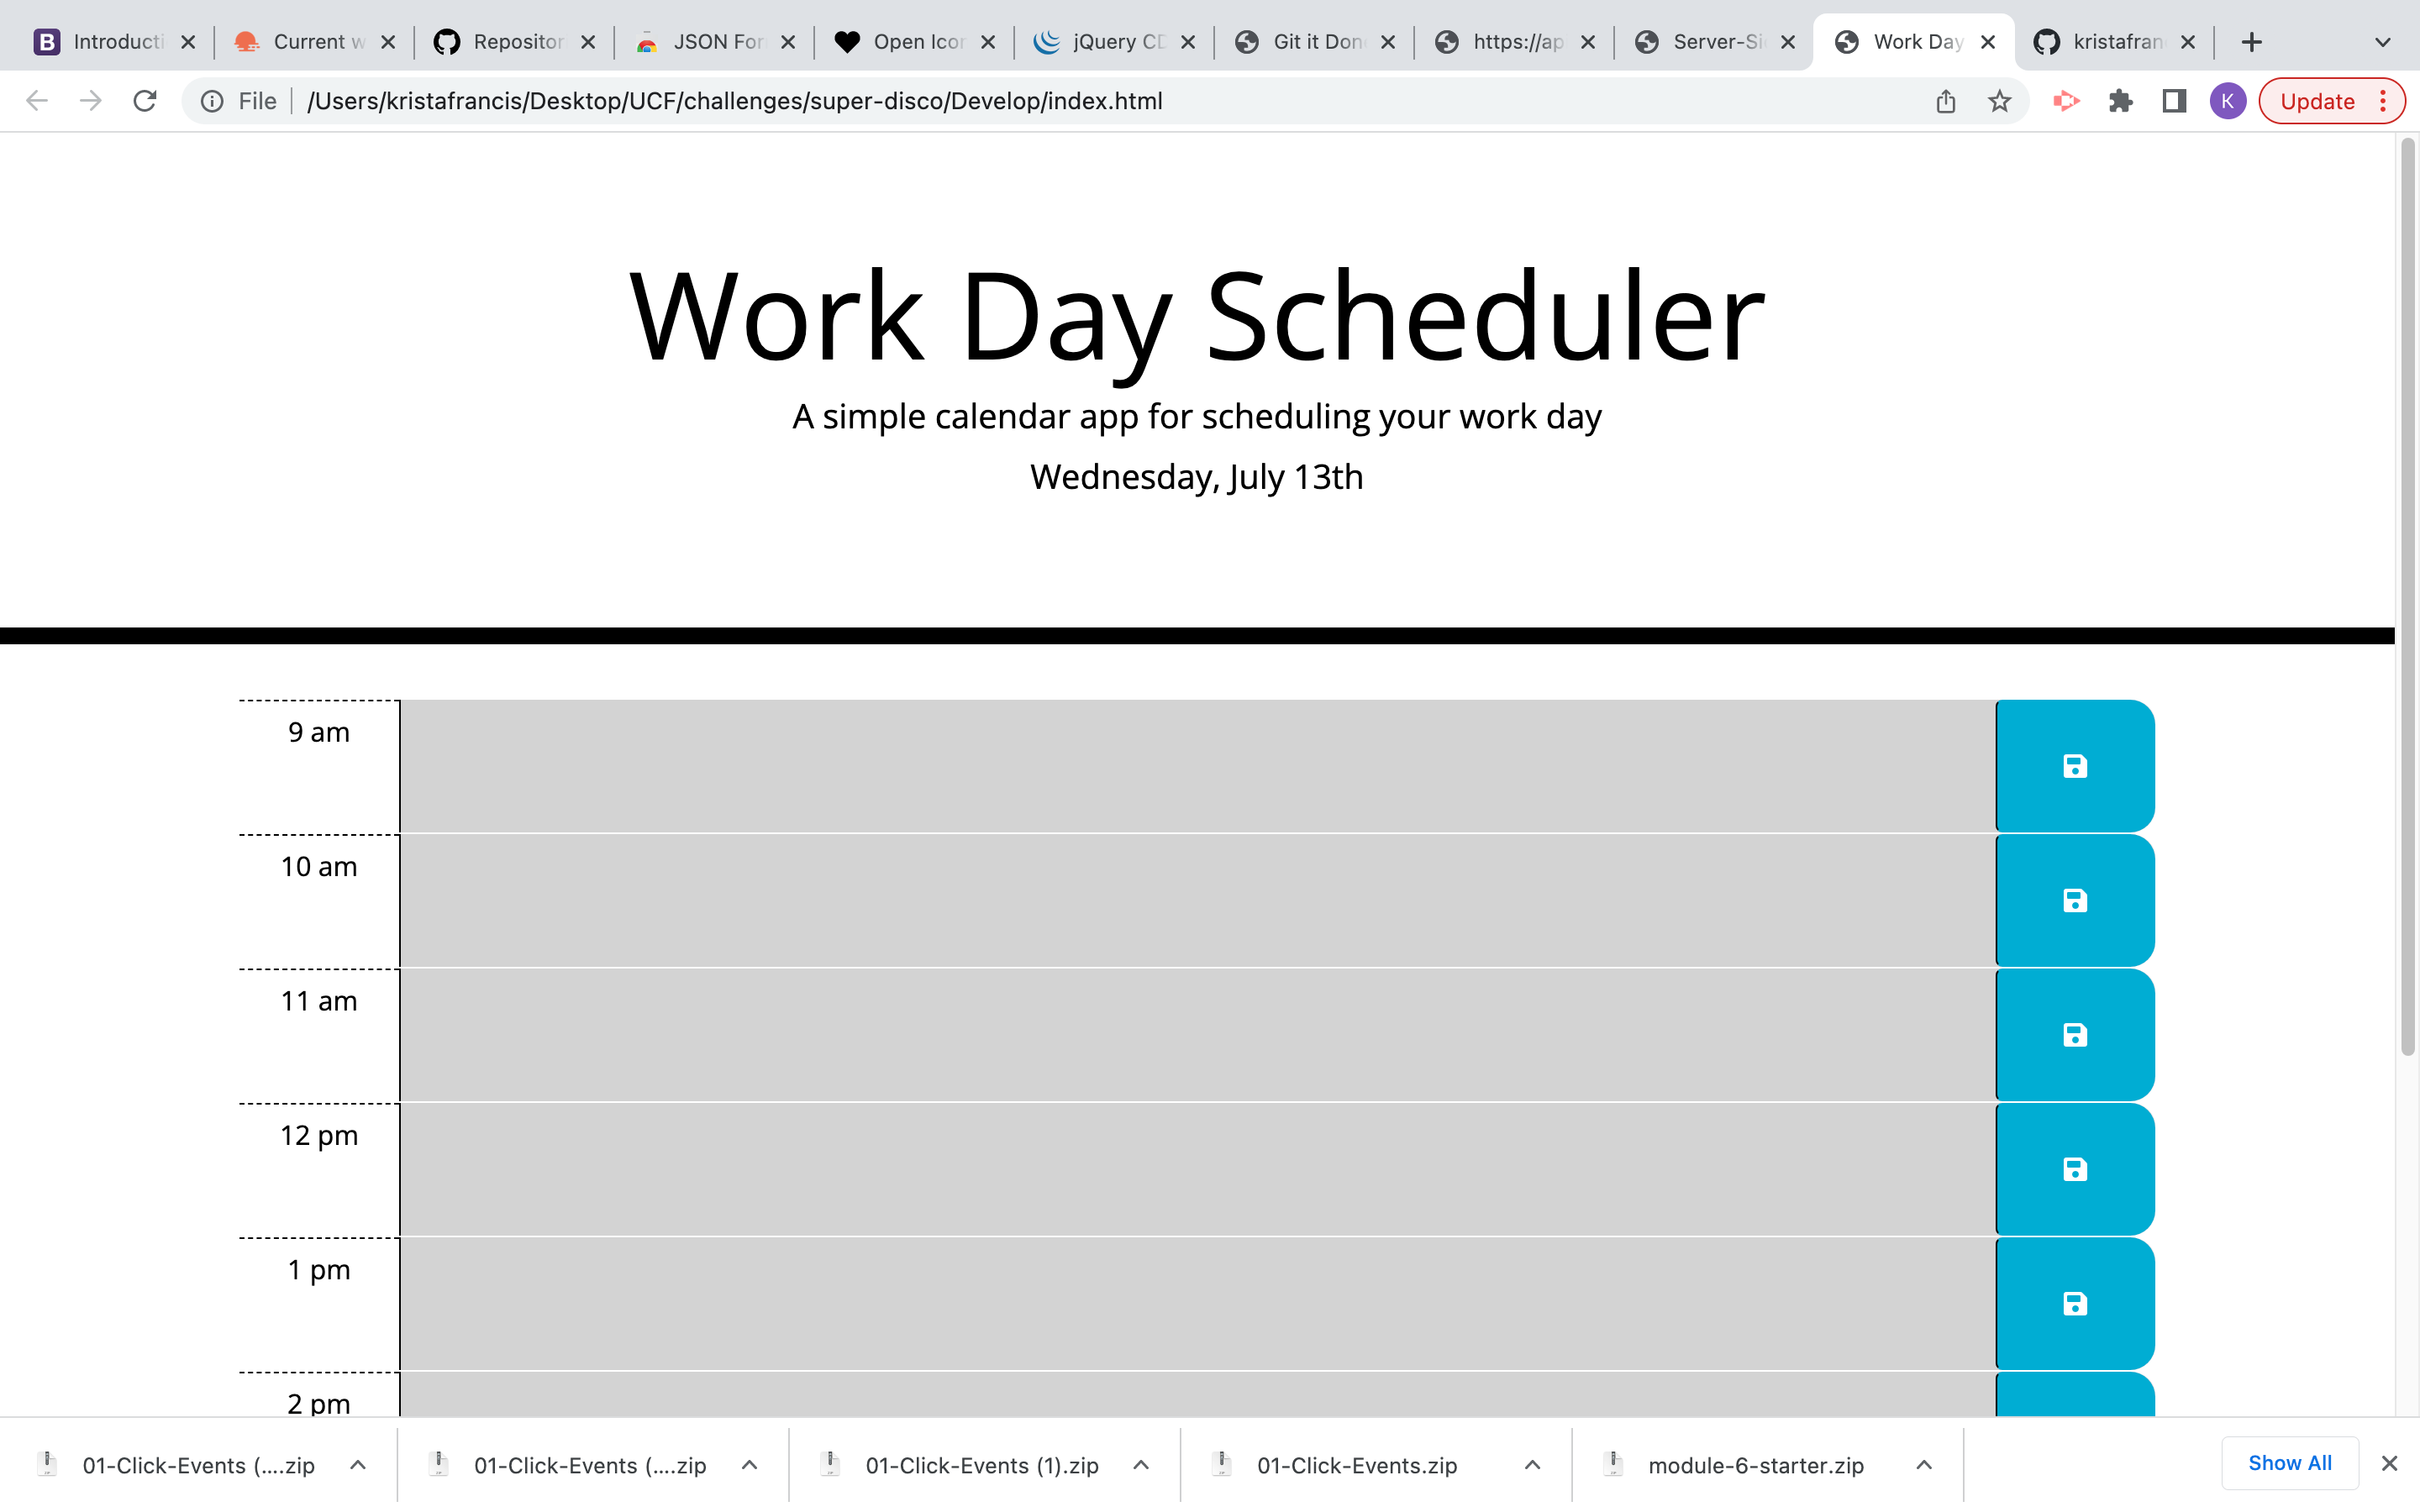 B Introducti Current w Repositor JSON For Open Icon jQuery CD Git it Don https://ap Server-Si Work Day kristafran
File /Users/kristafrancis/Desktop/UCF/challenges/super-disco/Develop/index.html K Update
Work Day Scheduler
A simple calendar app for scheduling your work day
Wednesday, July 13th
9 am
10 am
11 am
12 pm
1 pm
2 pm
01-Click-Events (....zip 01-Click-Events (....zip 01-Click-Events (1).zip 01-Click-Events.zip module-6-starter.zip Show All